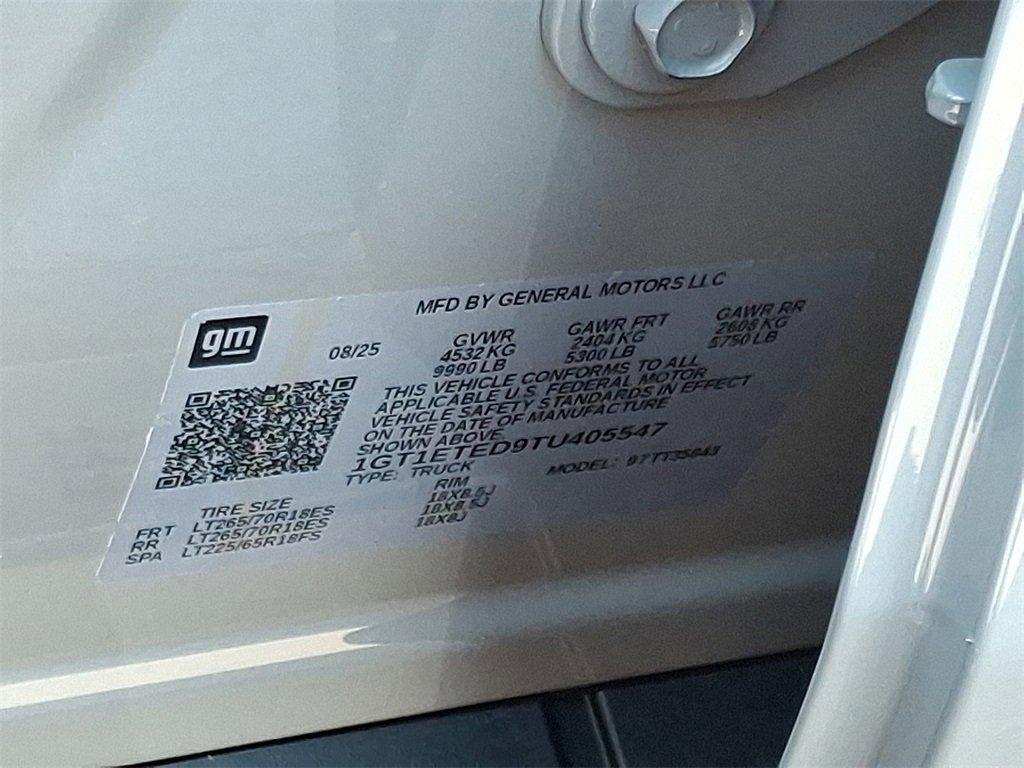 MFD BY GENERAL MOTORS LLC
gm
08/25
GVWR GAWR FRT GAWR RR
4532 KG 2404 KG 2608 KG
9990 LB 5300 LB 5750 LB
THIS VEHICLE CONFORMS TO ALL
APPLICABLE U.S. FEDERAL MOTOR
VEHICLE SAFETY STANDARDS IN EFFECT
ON THE DATE OF MANUFACTURE
SHOWN ABOVE.
1GT1ETED9TU405547
TYPE: TRUCK MODEL:
TIRE SIZE RIM
FRT LT265/70R18ES 18X8.5J
RR LT265/70R18ES 18X8.5J
SPA LT225/65R18FS 18X8J